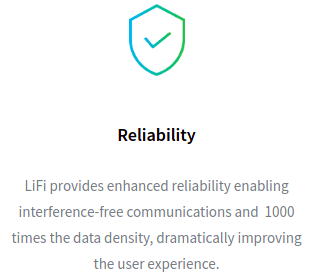 Reliability
LiFi provides enhanced reliability enabling
interference-free communications and  1000
times the data density, dramatically improving
the user experience.